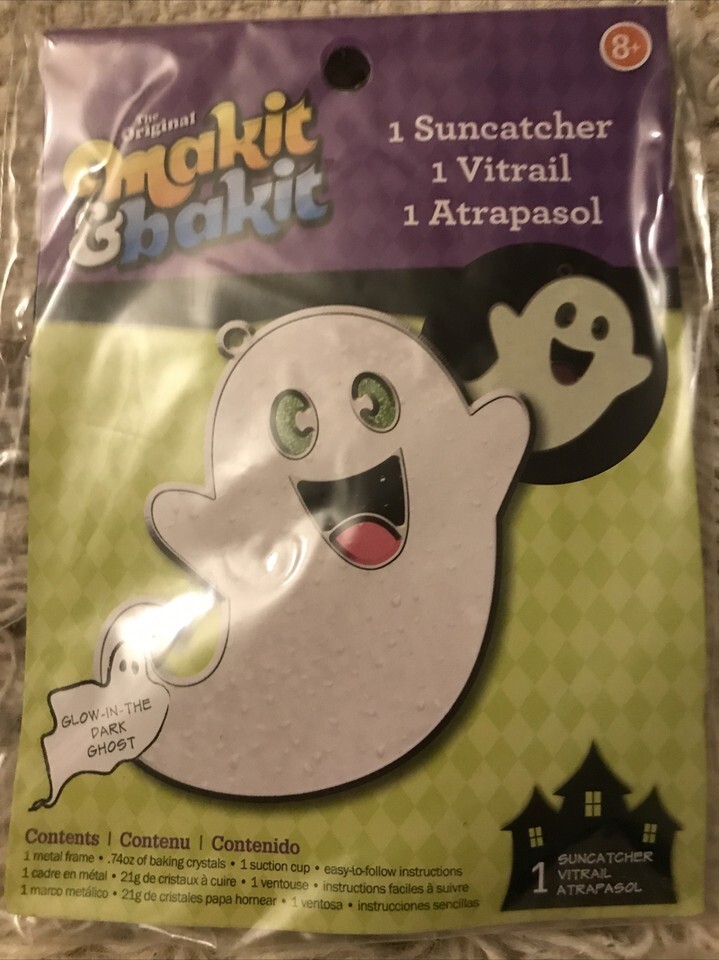 8+
The
Original
makit
& bakit
1 Suncatcher
1 Vitrail
1 Atrapasol
GLOW-IN-THE
DARK
GHOST
Contents | Contenu | Contenido
1 metal frame • .74oz of baking crystals • 1 suction cup • easy-to-follow instructions
1 cadre en métal • 21g de cristaux à cuire • 1 ventouse • instructions faciles à suivre
1 marco metálico • 21g de cristales papa hornear • 1 ventosa • instrucciones sencillas
1 SUNCATCHER
VITRAIL
ATRAPASOL